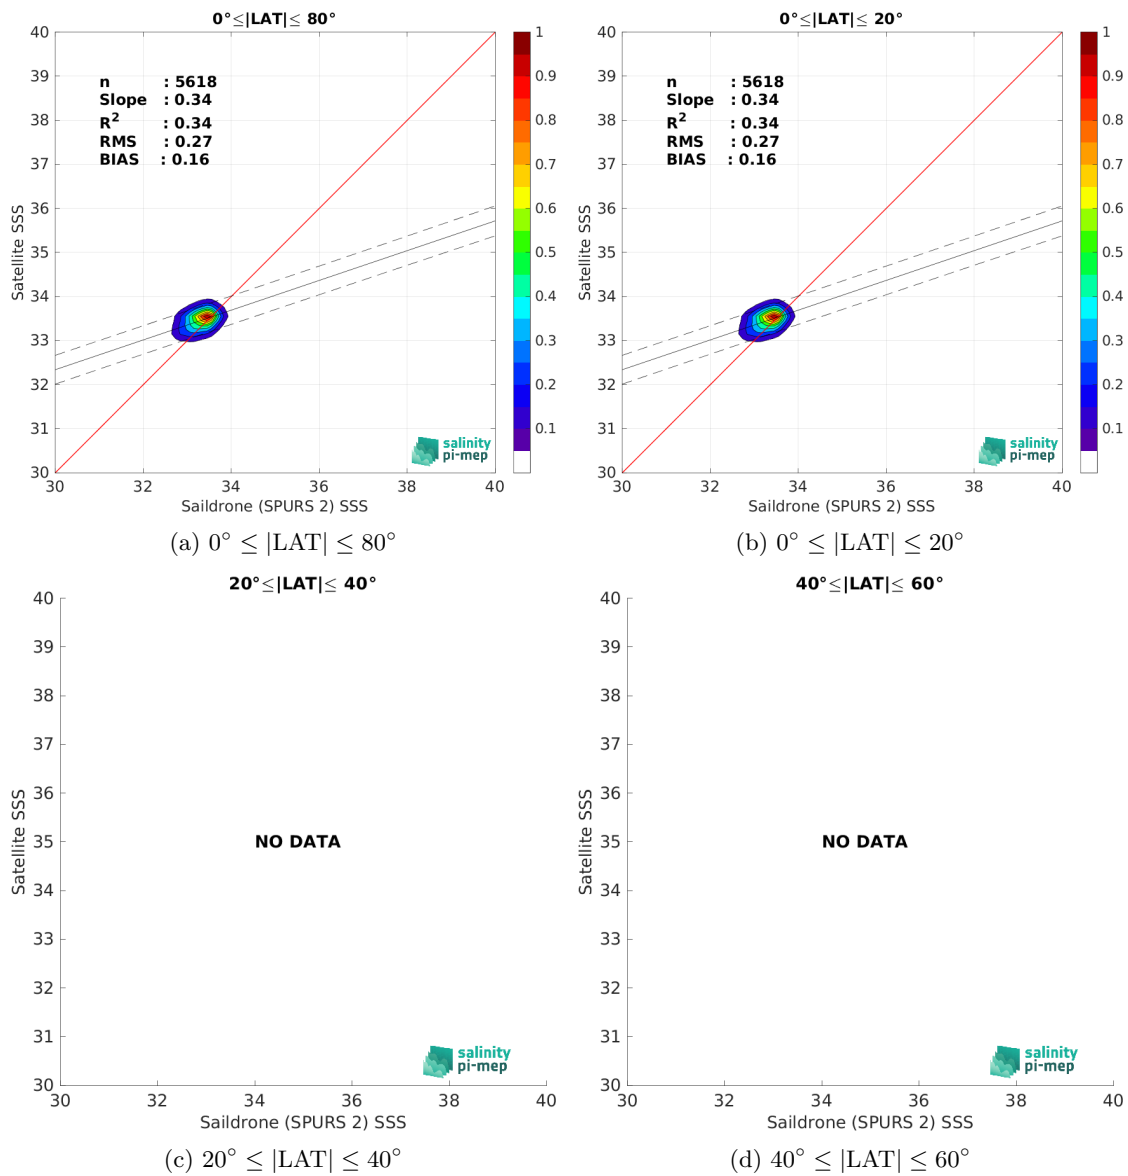 0°≤|LAT|≤ 80°
40
39
38
37
36
35
34
33
32
31
30
Satellite SSS
n : 5618
Slope : 0.34
R² : 0.34
RMS : 0.27
BIAS : 0.16
1
0.9
0.8
0.7
0.6
0.5
0.4
0.3
0.2
0.1
salinity
pi-mep
30 32 34 36 38 40
Saildrone (SPURS 2) SSS
(a) 0° ≤ |LAT| ≤ 80°
0°≤|LAT|≤ 20°
40
39
38
37
36
35
34
33
32
31
30
Satellite SSS
n : 5618
Slope : 0.34
R² : 0.34
RMS : 0.27
BIAS : 0.16
1
0.9
0.8
0.7
0.6
0.5
0.4
0.3
0.2
0.1
salinity
pi-mep
30 32 34 36 38 40
Saildrone (SPURS 2) SSS
(b) 0° ≤ |LAT| ≤ 20°
20°≤|LAT|≤ 40°
40
39
38
37
36
35
34
33
32
31
30
Satellite SSS
NO DATA
salinity
pi-mep
30 32 34 36 38 40
Saildrone (SPURS 2) SSS
(c) 20° ≤ |LAT| ≤ 40°
40°≤|LAT|≤ 60°
40
39
38
37
36
35
34
33
32
31
30
Satellite SSS
NO DATA
salinity
pi-mep
30 32 34 36 38 40
Saildrone (SPURS 2) SSS
(d) 40° ≤ |LAT| ≤ 60°